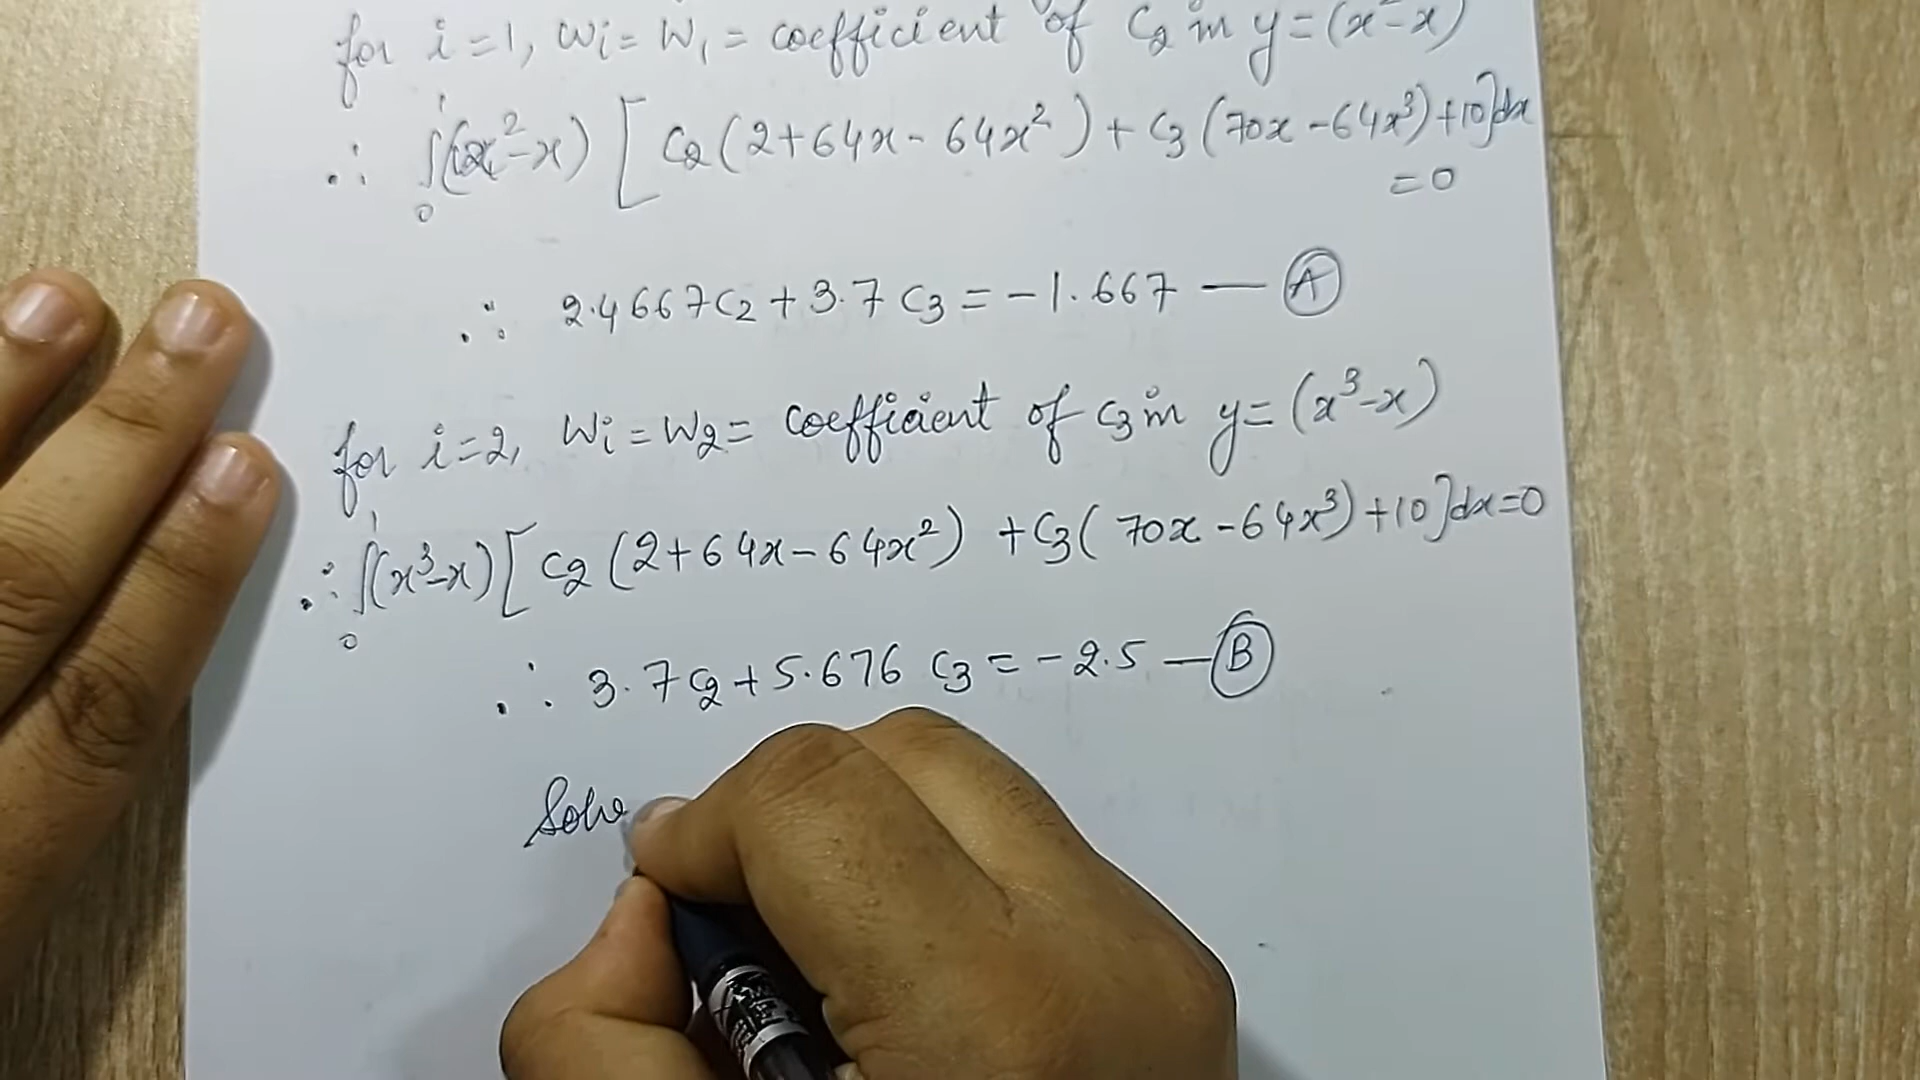 for i=1, Wi = W₁ = coefficient of C₂ in y = (x²-x)
∴ ∫₀¹(x²-x) [C₂(2+64x-64x²) + C₃(70x-64x³)+10]dx
=0
∴ 2.4667C₂+3.7C₃ = -1.667 — Ⓐ
for i=2, Wi = W₂ = coefficient of C₃ in y= (x³-x)
∴ ∫₀¹(x³-x)[C₂(2+64x-64x²) +C₃(70x-64x³)+10]dx=0
∴ 3.7C₂+5.676 C₃ = -2.5 — Ⓑ
Solve